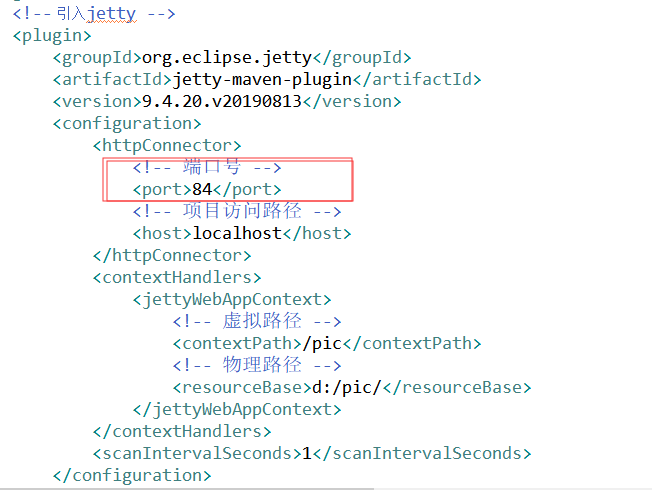 <!-- 引入jetty -->
<plugin>
<groupId>org.eclipse.jetty</groupId>
<artifactId>jetty-maven-plugin</artifactId>
<version>9.4.20.v20190813</version>
<configuration>
<httpConnector>
<!-- 端口号 -->
<port>84</port>
<!-- 项目访问路径 -->
<host>localhost</host>
</httpConnector>
<contextHandlers>
<jettyWebAppContext>
<!-- 虚拟路径 -->
<contextPath>/pic</contextPath>
<!-- 物理路径 -->
<resourceBase>d:/pic/</resourceBase>
</jettyWebAppContext>
</contextHandlers>
<scanIntervalSeconds>1</scanIntervalSeconds>
</configuration>